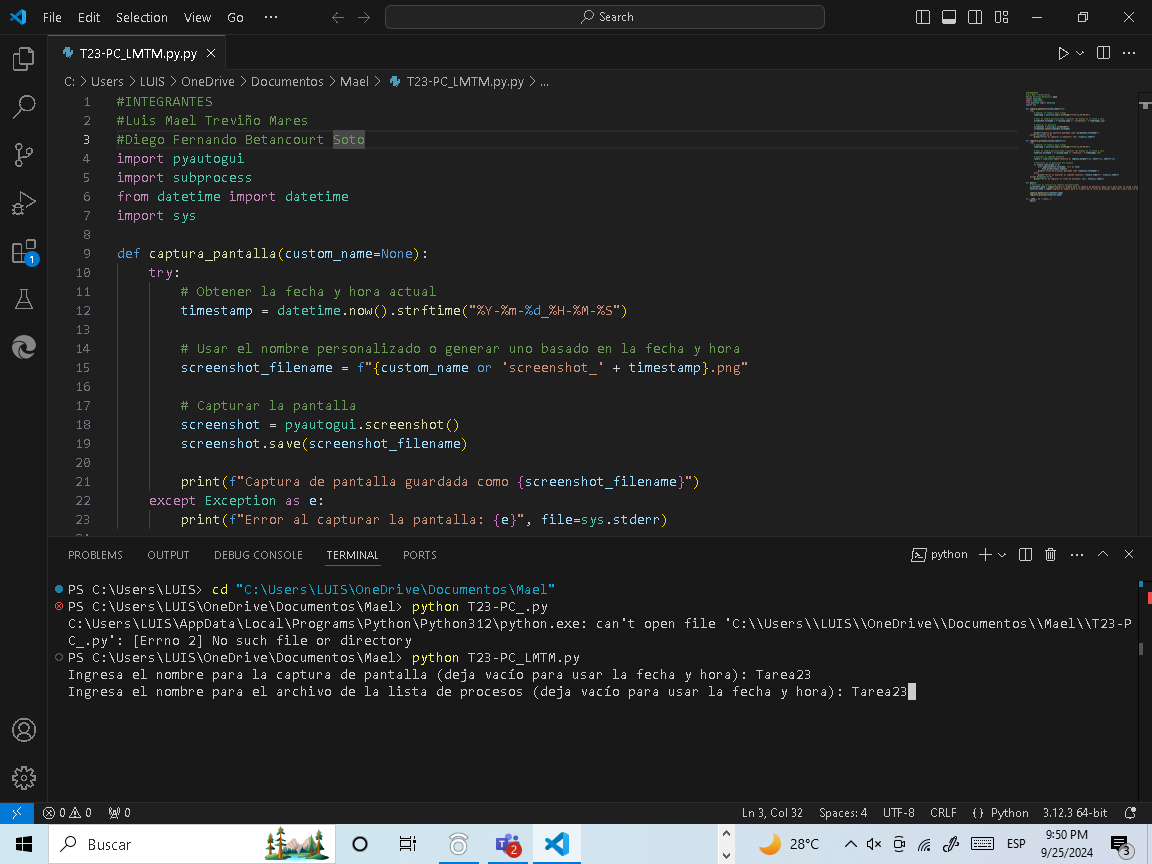 File Edit Selection View Go ··· Search
T23-PC_LMTM.py.py
C: > Users > LUIS > OneDrive > Documentos > Mael > T23-PC_LMTM.py.py > ...
1 #INTEGRANTES
2 #Luis Mael Treviño Mares
3 #Diego Fernando Betancourt Soto
4 import pyautogui
5 import subprocess
6 from datetime import datetime
7 import sys
8
9 def captura_pantalla(custom_name=None):
10 try:
11 # Obtener la fecha y hora actual
12 timestamp = datetime.now().strftime("%Y-%m-%d_%H-%M-%S")
13
14 # Usar el nombre personalizado o generar uno basado en la fecha y hora
15 screenshot_filename = f"{custom_name or 'screenshot_' + timestamp}.png"
16
17 # Capturar la pantalla
18 screenshot = pyautogui.screenshot()
19 screenshot.save(screenshot_filename)
20
21 print(f"Captura de pantalla guardada como {screenshot_filename}")
22 except Exception as e:
23 print(f"Error al capturar la pantalla: {e}", file=sys.stderr)
PROBLEMS OUTPUT DEBUG CONSOLE TERMINAL PORTS python
PS C:\Users\LUIS> cd "C:\Users\LUIS\OneDrive\Documentos\Mael"
PS C:\Users\LUIS\OneDrive\Documentos\Mael> python T23-PC_.py
C:\Users\LUIS\AppData\Local\Programs\Python\Python312\python.exe: can't open file 'C:\\Users\\LUIS\\OneDrive\\Documentos\\Mael\\T23-P
C_.py': [Errno 2] No such file or directory
PS C:\Users\LUIS\OneDrive\Documentos\Mael> python T23-PC_LMTM.py
Ingresa el nombre para la captura de pantalla (deja vacío para usar la fecha y hora): Tarea23
Ingresa el nombre para el archivo de la lista de procesos (deja vacío para usar la fecha y hora): Tarea23
1
0 0 0 Ln 3, Col 32 Spaces: 4 UTF-8 CRLF {} Python 3.12.3 64-bit
Buscar 2 28°C ESP 9:50 PM
9/25/2024 3